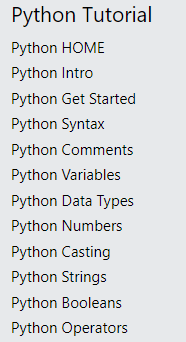 Python Tutorial
Python HOME
Python Intro
Python Get Started
Python Syntax
Python Comments
Python Variables
Python Data Types
Python Numbers
Python Casting
Python Strings
Python Booleans
Python Operators